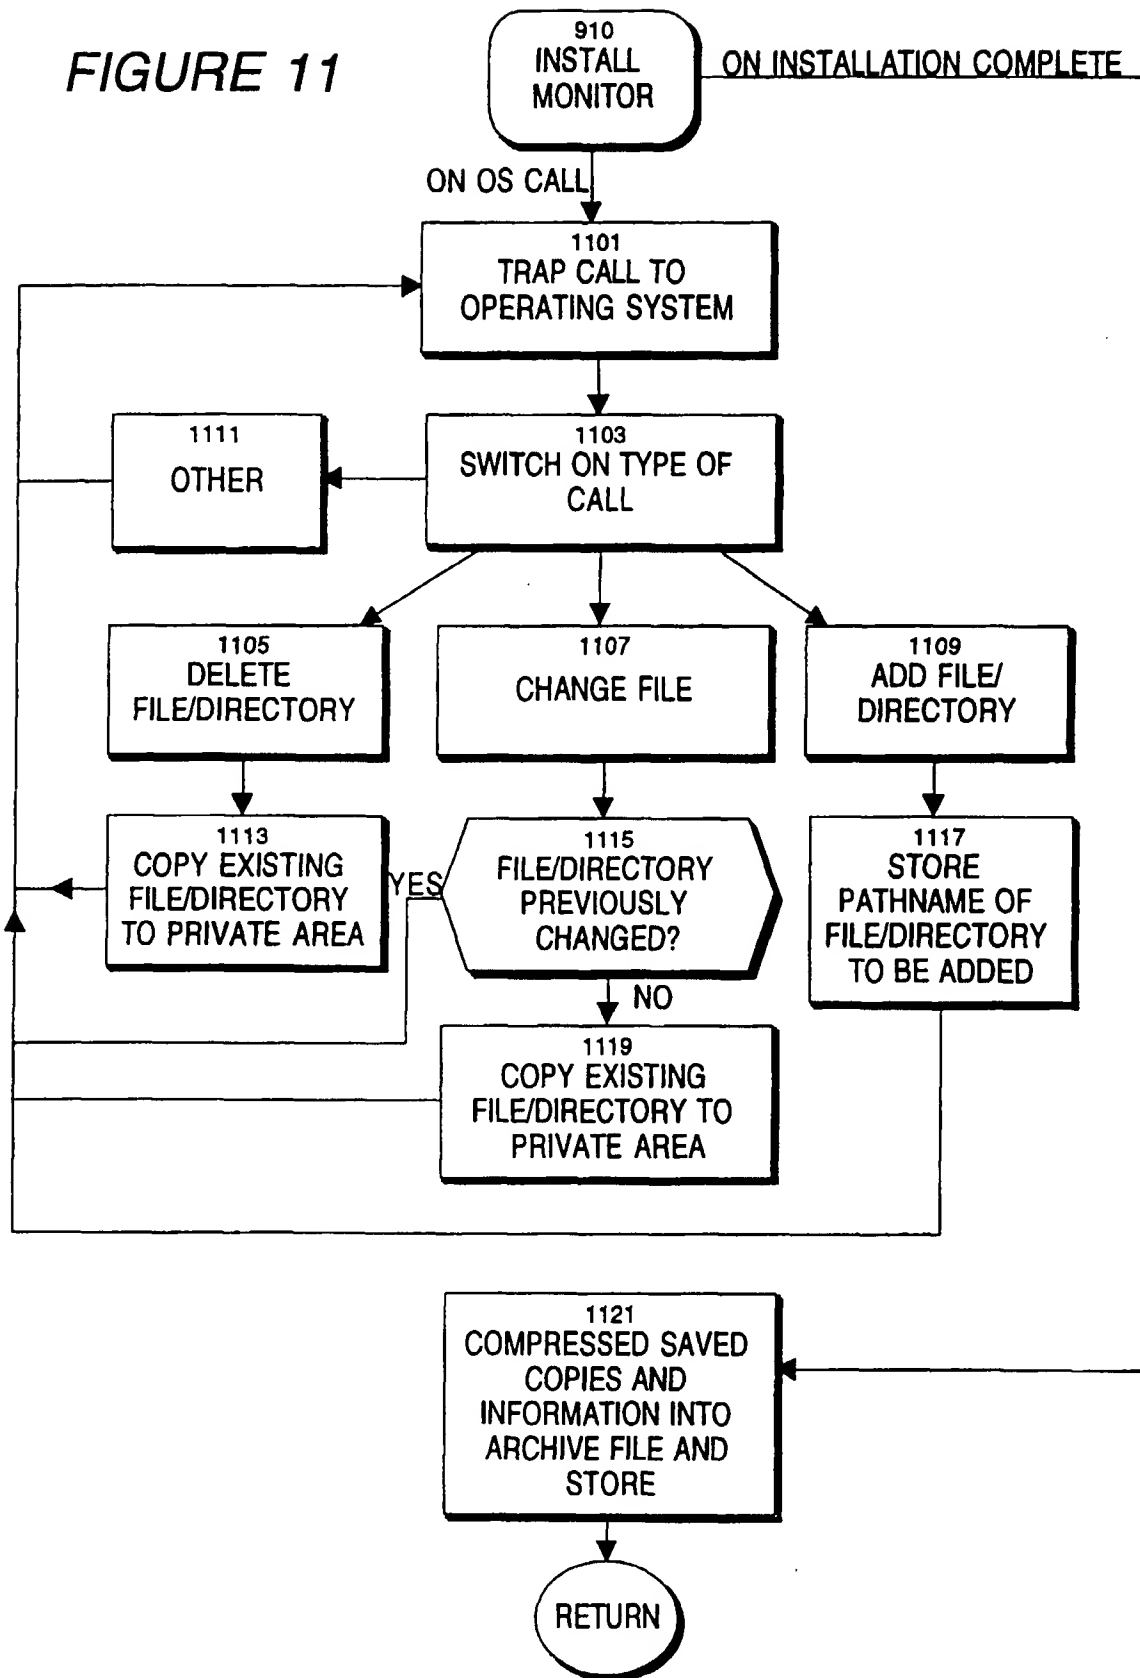 FIGURE 11
910
INSTALL
MONITOR
ON INSTALLATION COMPLETE
ON OS CALL
1101
TRAP CALL TO
OPERATING SYSTEM
1111
OTHER
1103
SWITCH ON TYPE OF
CALL
1105
DELETE
FILE/DIRECTORY
1107
CHANGE FILE
1109
ADD FILE/
DIRECTORY
1113
COPY EXISTING
FILE/DIRECTORY
TO PRIVATE AREA
YES
1115
FILE/DIRECTORY
PREVIOUSLY
CHANGED?
1117
STORE
PATHNAME OF
FILE/DIRECTORY
TO BE ADDED
NO
1119
COPY EXISTING
FILE/DIRECTORY TO
PRIVATE AREA
1121
COMPRESSED SAVED
COPIES AND
INFORMATION INTO
ARCHIVE FILE AND
STORE
RETURN